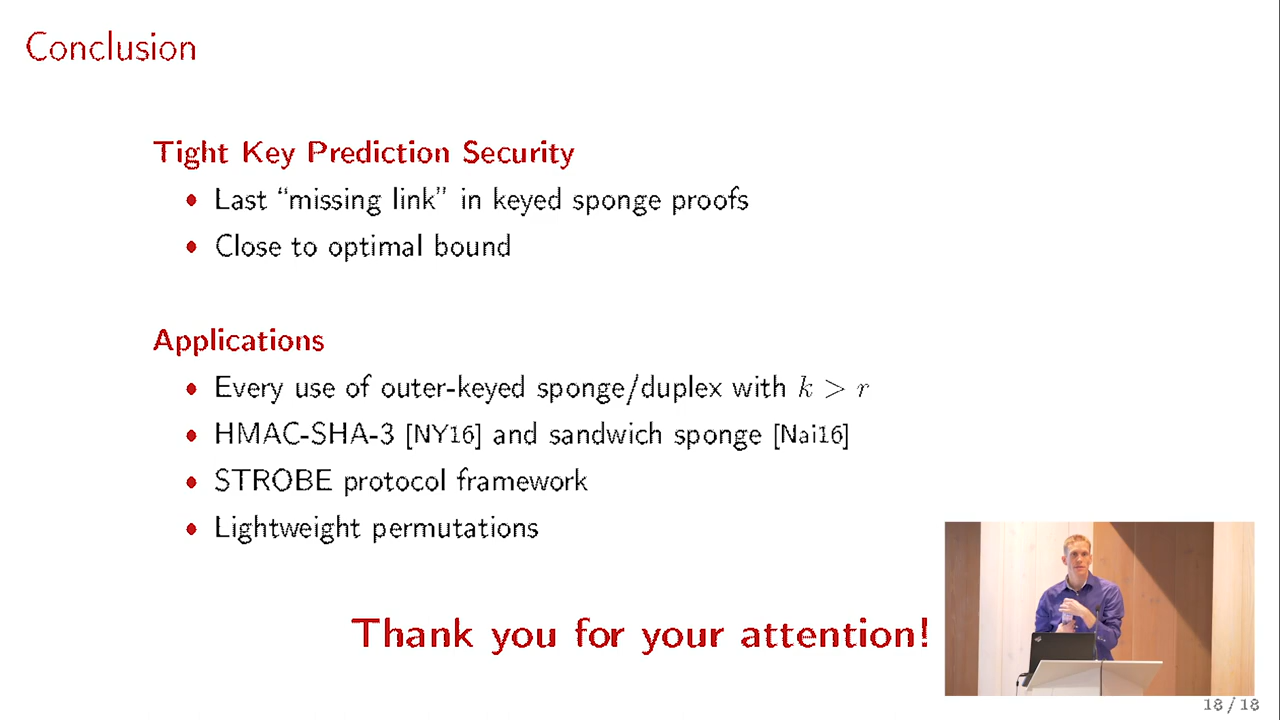 Conclusion
Tight Key Prediction Security
• Last “missing link” in keyed sponge proofs
• Close to optimal bound
Applications
• Every use of outer-keyed sponge/duplex with k > r
• HMAC-SHA-3 [NY16] and sandwich sponge [Nai16]
• STROBE protocol framework
• Lightweight permutations
Thank you for your attention!
18 / 18